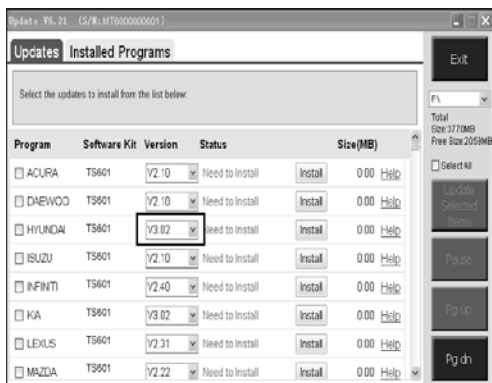 Update V5.21 (S/N:MT6000000001)
Updates Installed Programs
Select the updates to install from the list below:
Program Software Kit Version Status Size(MB)
ACURA TS601 V2.10 Need to Install Install 0.00 Help
DAEWOO TS601 V2.10 Need to Install Install 0.00 Help
HYUNDAI TS601 V3.02 Need to Install Install 0.00 Help
ISUZU TS601 V2.10 Need to Install Install 0.00 Help
INFINITI TS601 V2.40 Need to Install Install 0.00 Help
KIA TS601 V3.02 Need to Install Install 0.00 Help
LEXUS TS601 V2.31 Need to Install Install 0.00 Help
MAZDA TS601 V2.22 Need to Install Install 0.00 Help
Exit
F:\
Total
Size:3770MB
Free Size:2059MB
Select All
Update
Selected
Items
Pause
Pg up
Pg dn